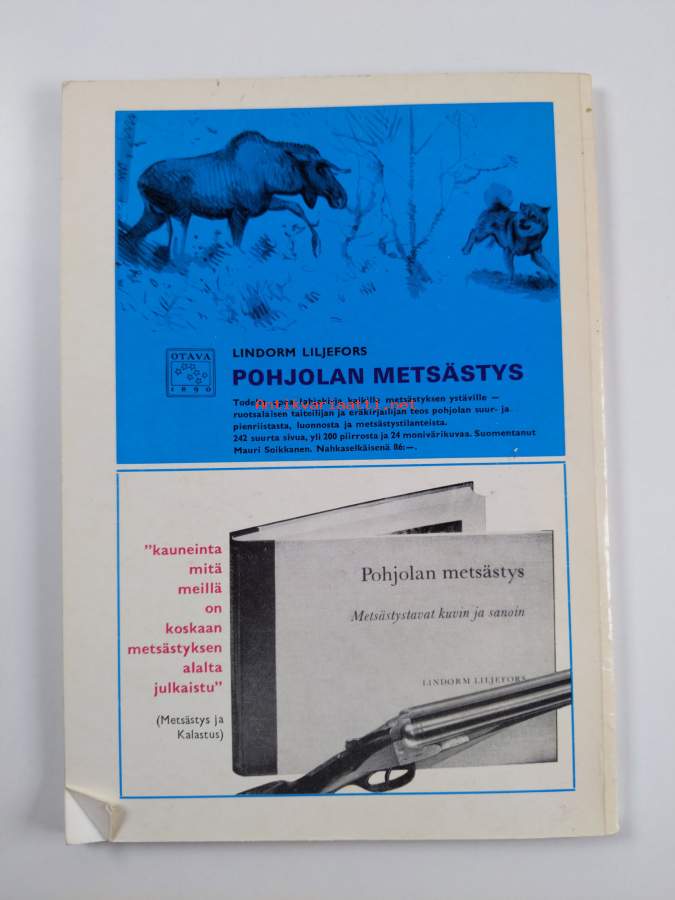 OTAVA
1890
LINDORM LILJEFORS
POHJOLAN METSÄSTYS
Antikvariaatti.net
metsästyksen ystäville —
ruotsalaisen taiteilijan ja eräkirjailijan teos pohjolan suur- ja
pienriistasta, luonnosta ja metsästystilanteista.
242 suurta sivua, yli 200 piirrosta ja 24 monivärikuvaa. Suomentanut
Mauri Soikkanen. Nahkaselkäisenä 86:—.
"kauneinta
mitä
meillä
on
koskaan
metsästyksen
alalta
julkaistu"
(Metsästys ja
Kalastus)
Pohjolan metsästys
Metsästystavat kuvin ja sanoin
LINDORM LILJEFORS